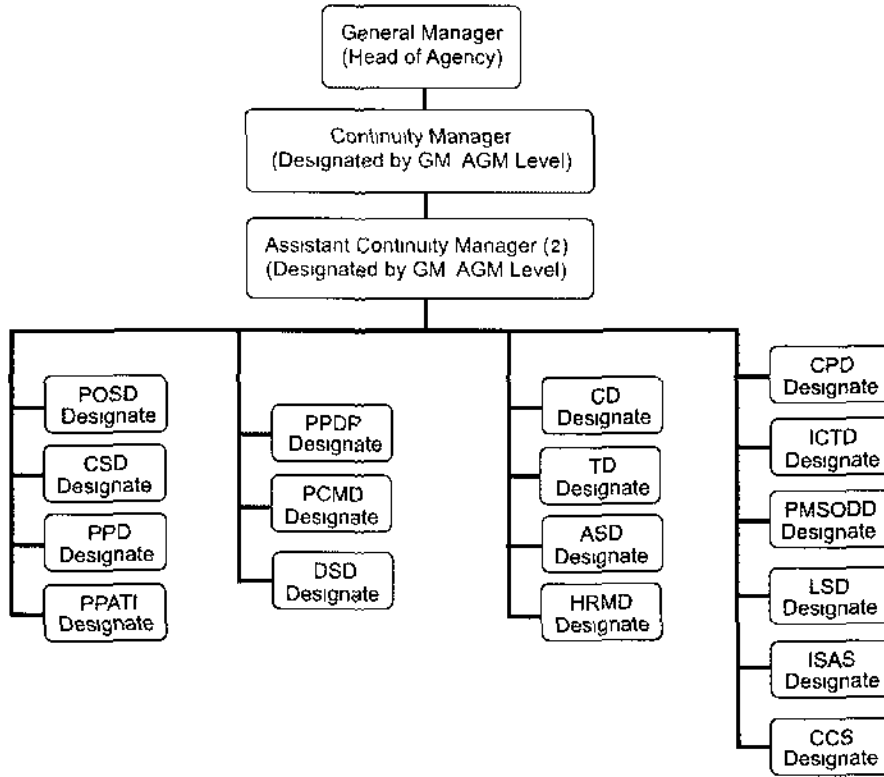 General Manager
(Head of Agency)
Continuity Manager
(Designated by GM AGM Level)
Assistant Continuity Manager (2)
(Designated by GM AGM Level)
POSD
Designate
CSD
Designate
PPD
Designate
PPATI
Designate
PPDP
Designate
PCMD
Designate
DSD
Designate
CD
Designate
TD
Designate
ASD
Designate
HRMD
Designate
CPD
Designate
ICTD
Designate
PMSODD
Designate
LSD
Designate
ISAS
Designate
CCS
Designate